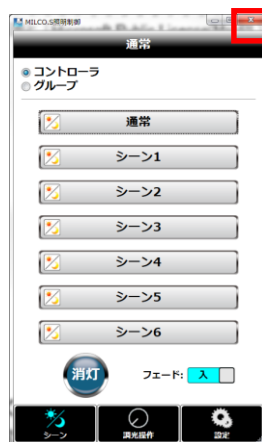 MILCO.S照明制御
通常
コントローラ
グループ
通常
シーン1
シーン2
シーン3
シーン4
シーン5
シーン6
消灯
フェード: 入
シーン 調光操作 設定